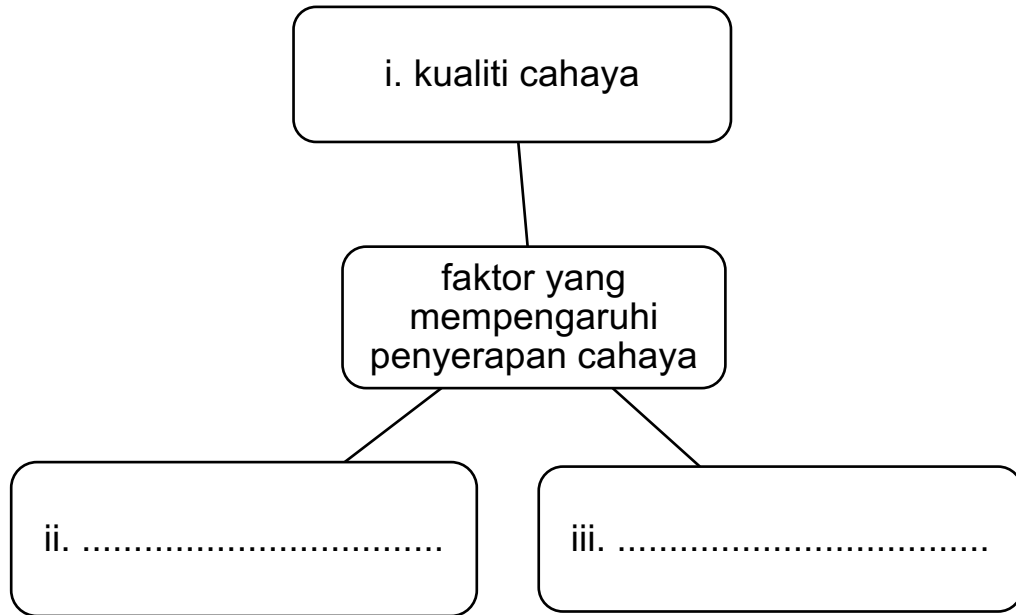 i. kualiti cahaya
faktor yang
mempengaruhi
penyerapan cahaya
ii. ...................................
iii. ....................................